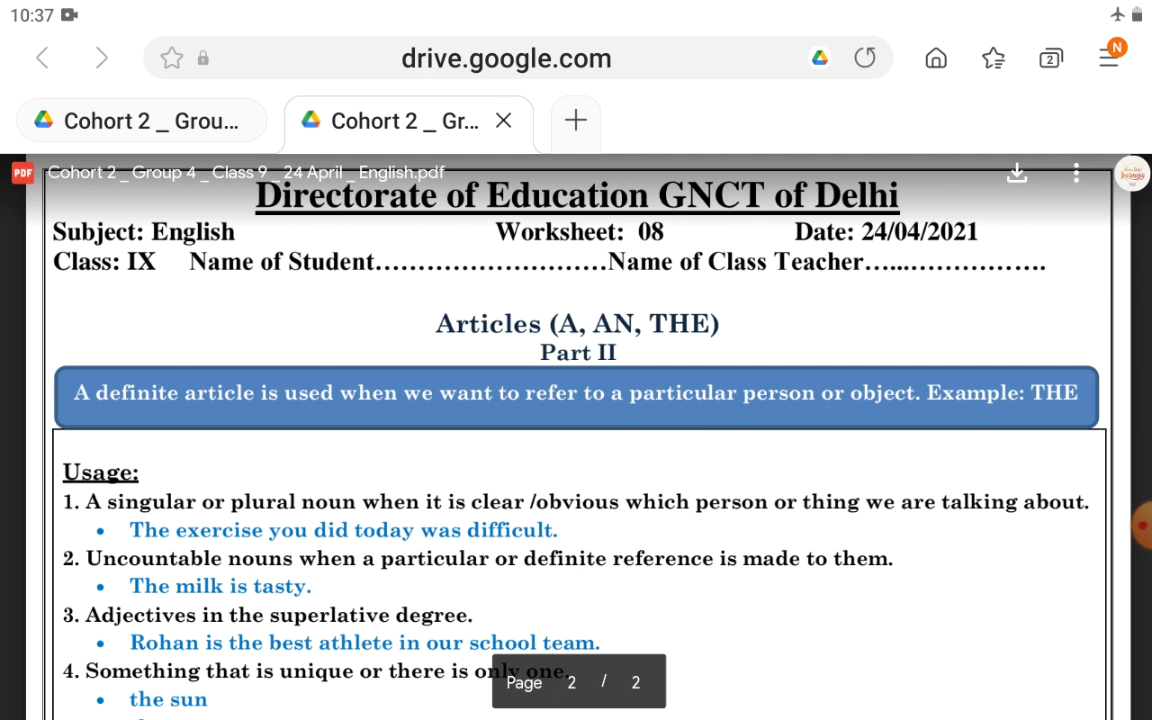 10:37
drive.google.com
2
N
Cohort 2 _ Grou...
Cohort 2 _ Gr...
PDF Cohort 2 _ Group 4 _ Class 9 _ 24 April _ English.pdf
Directorate of Education GNCT of Delhi
Subject: English Worksheet: 08 Date: 24/04/2021
Class: IX Name of Student………………………Name of Class Teacher…...…………….
Articles (A, AN, THE)
Part II
A definite article is used when we want to refer to a particular person or object. Example: THE
Usage:
1. A singular or plural noun when it is clear /obvious which person or thing we are talking about.
• The exercise you did today was difficult.
2. Uncountable nouns when a particular or definite reference is made to them.
• The milk is tasty.
3. Adjectives in the superlative degree.
• Rohan is the best athlete in our school team.
4. Something that is unique or there is only one.
Page 2 / 2
• the sun